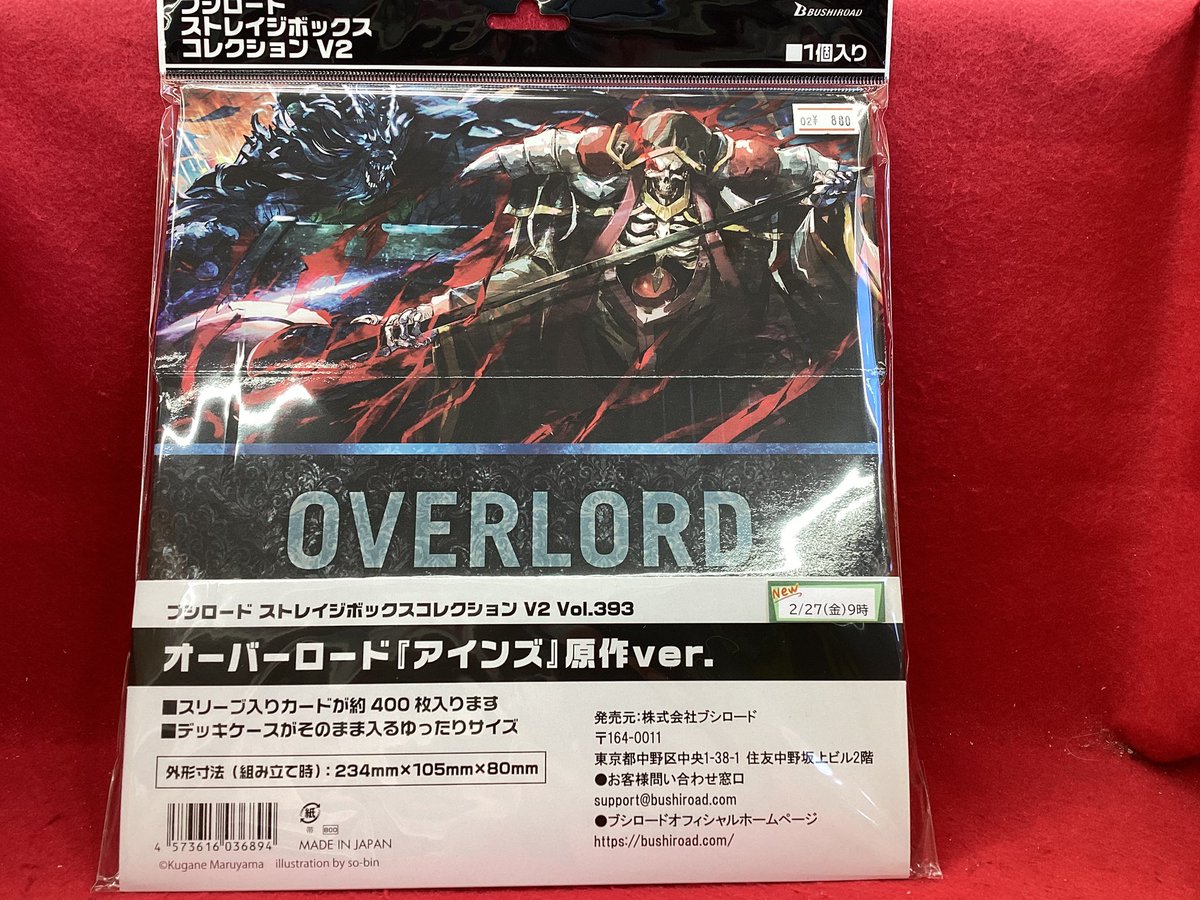 ブシロード
ストレイジボックス
コレクション V2
BUSHIROAD
■1個入り
02¥ 880
OVERLORD
ブシロード ストレイジボックスコレクション V2 Vol.393
New
2/27(金)9時
オーバーロード『アインズ』原作ver.
■スリーブ入りカードが約400枚入ります
■デッキケースがそのまま入るゆったりサイズ
外形寸法(組み立て時):234mm×105mm×80mm
発売元:株式会社ブシロード
〒164-0011
東京都中野区中央1-38-1 住友中野坂上ビル2階
●お客様問い合わせ窓口
support@bushiroad.com
●ブシロードオフィシャルホームページ
https://bushiroad.com/
4 573616 036894
紙
帯 800
MADE IN JAPAN
©Kugane Maruyama illustration by so-bin